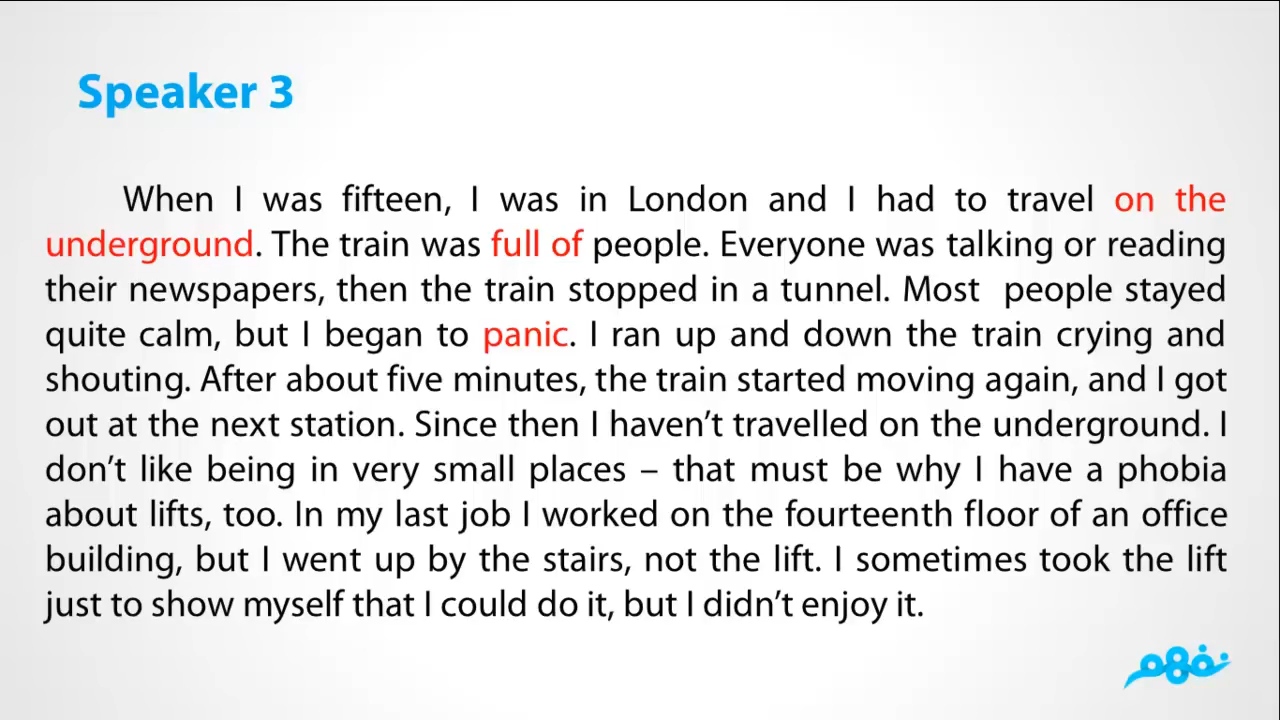 Speaker 3
When I was fifteen, I was in London and I had to travel on the
underground. The train was full of people. Everyone was talking or reading
their newspapers, then the train stopped in a tunnel. Most people stayed
quite calm, but I began to panic. I ran up and down the train crying and
shouting. After about five minutes, the train started moving again, and I got
out at the next station. Since then I haven’t travelled on the underground. I
don’t like being in very small places – that must be why I have a phobia
about lifts, too. In my last job I worked on the fourteenth floor of an office
building, but I went up by the stairs, not the lift. I sometimes took the lift
just to show myself that I could do it, but I didn’t enjoy it.
نفهم